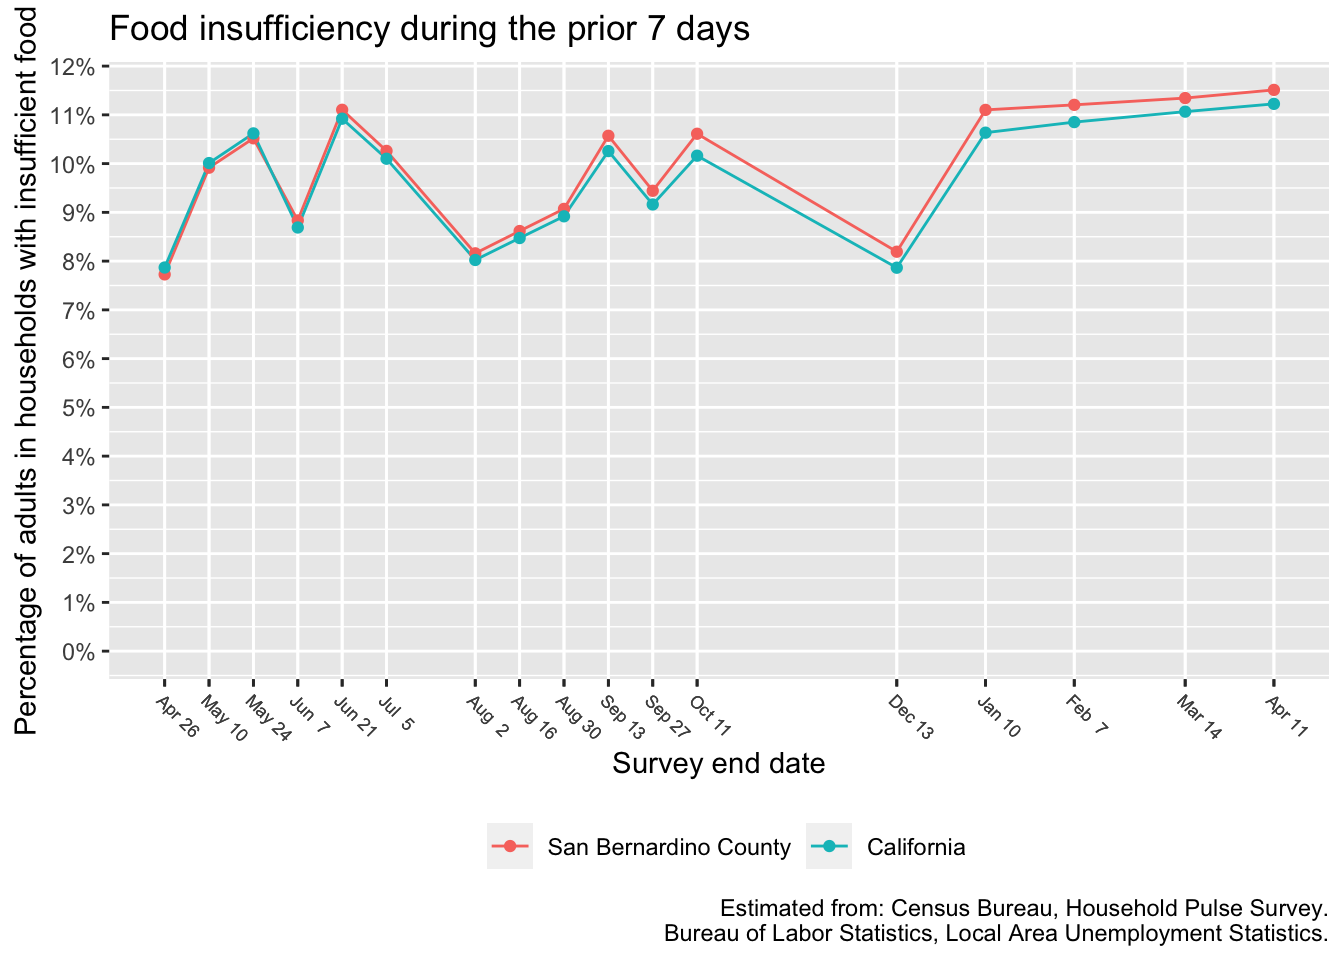 Food insufficiency during the prior 7 days
Percentage of adults in households with insufficient food
12%
11%
10%
9%
8%
7%
6%
5%
4%
3%
2%
1%
0%
Apr 26
May 10
May 24
Jun 7
Jun 21
Jul 5
Aug 2
Aug 16
Aug 30
Sep 13
Sep 27
Oct 11
Dec 13
Jan 10
Feb 7
Mar 14
Apr 11
Survey end date
San Bernardino County
California
Estimated from: Census Bureau, Household Pulse Survey.
Bureau of Labor Statistics, Local Area Unemployment Statistics.